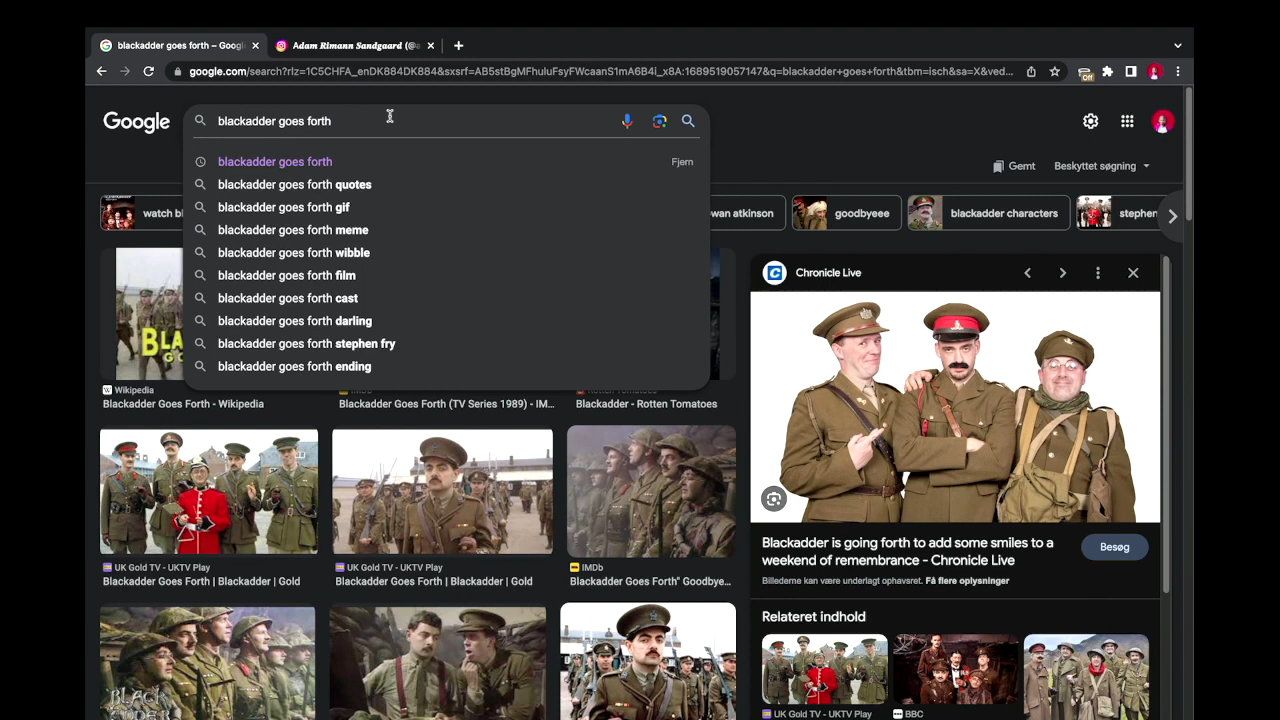 blackadder goes forth – Googl
Adam Rimann Sandgaard (@a
google.com/search?rlz=1C5CHFA_enDK884DK884&sxsrf=AB5stBgMFhuluFsyFWcaanS1mA6B4i_x8A:1689519057147&q=blackadder+goes+forth&tbm=isch&sa=X&ved...
Off
Google
blackadder goes forth
blackadder goes forth
Fjern
blackadder goes forth quotes
blackadder goes forth gif
blackadder goes forth meme
blackadder goes forth wibble
blackadder goes forth film
blackadder goes forth cast
blackadder goes forth darling
blackadder goes forth stephen fry
blackadder goes forth ending
Gemt
Beskyttet søgning
watch bl
wan atkinson
goodbyeee
blackadder characters
stephen
Chronicle Live
Wikipedia
Blackadder Goes Forth - Wikipedia
IMDb
Blackadder Goes Forth (TV Series 1989) - IM...
Rotten Tomatoes
Blackadder - Rotten Tomatoes
UK Gold TV - UKTV Play
Blackadder Goes Forth | Blackadder | Gold
UK Gold TV - UKTV Play
Blackadder Goes Forth | Blackadder | Gold
IMDb
Blackadder Goes Forth" Goodbye...
Blackadder is going forth to add some smiles to a
weekend of remembrance - Chronicle Live
Besøg
Billederne kan være underlagt ophavsret. Få flere oplysninger
Relateret indhold
UK Gold TV - UKTV Play
BBC
BLACK